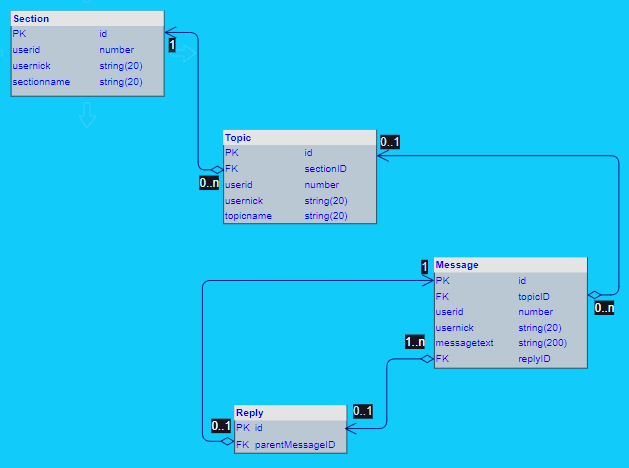 Section
PK id
userid number
usernick string(20)
sectionname string(20)
1
Topic
PK id
FK sectionID
userid number
usernick string(20)
topicname string(20)
0..1
0..n
Message
PK id
FK topicID
userid number
usernick string(20)
messagetext string(200)
FK replyID
1
0..n
1..n
Reply
PK id
FK parentMessageID
0..1
0..1